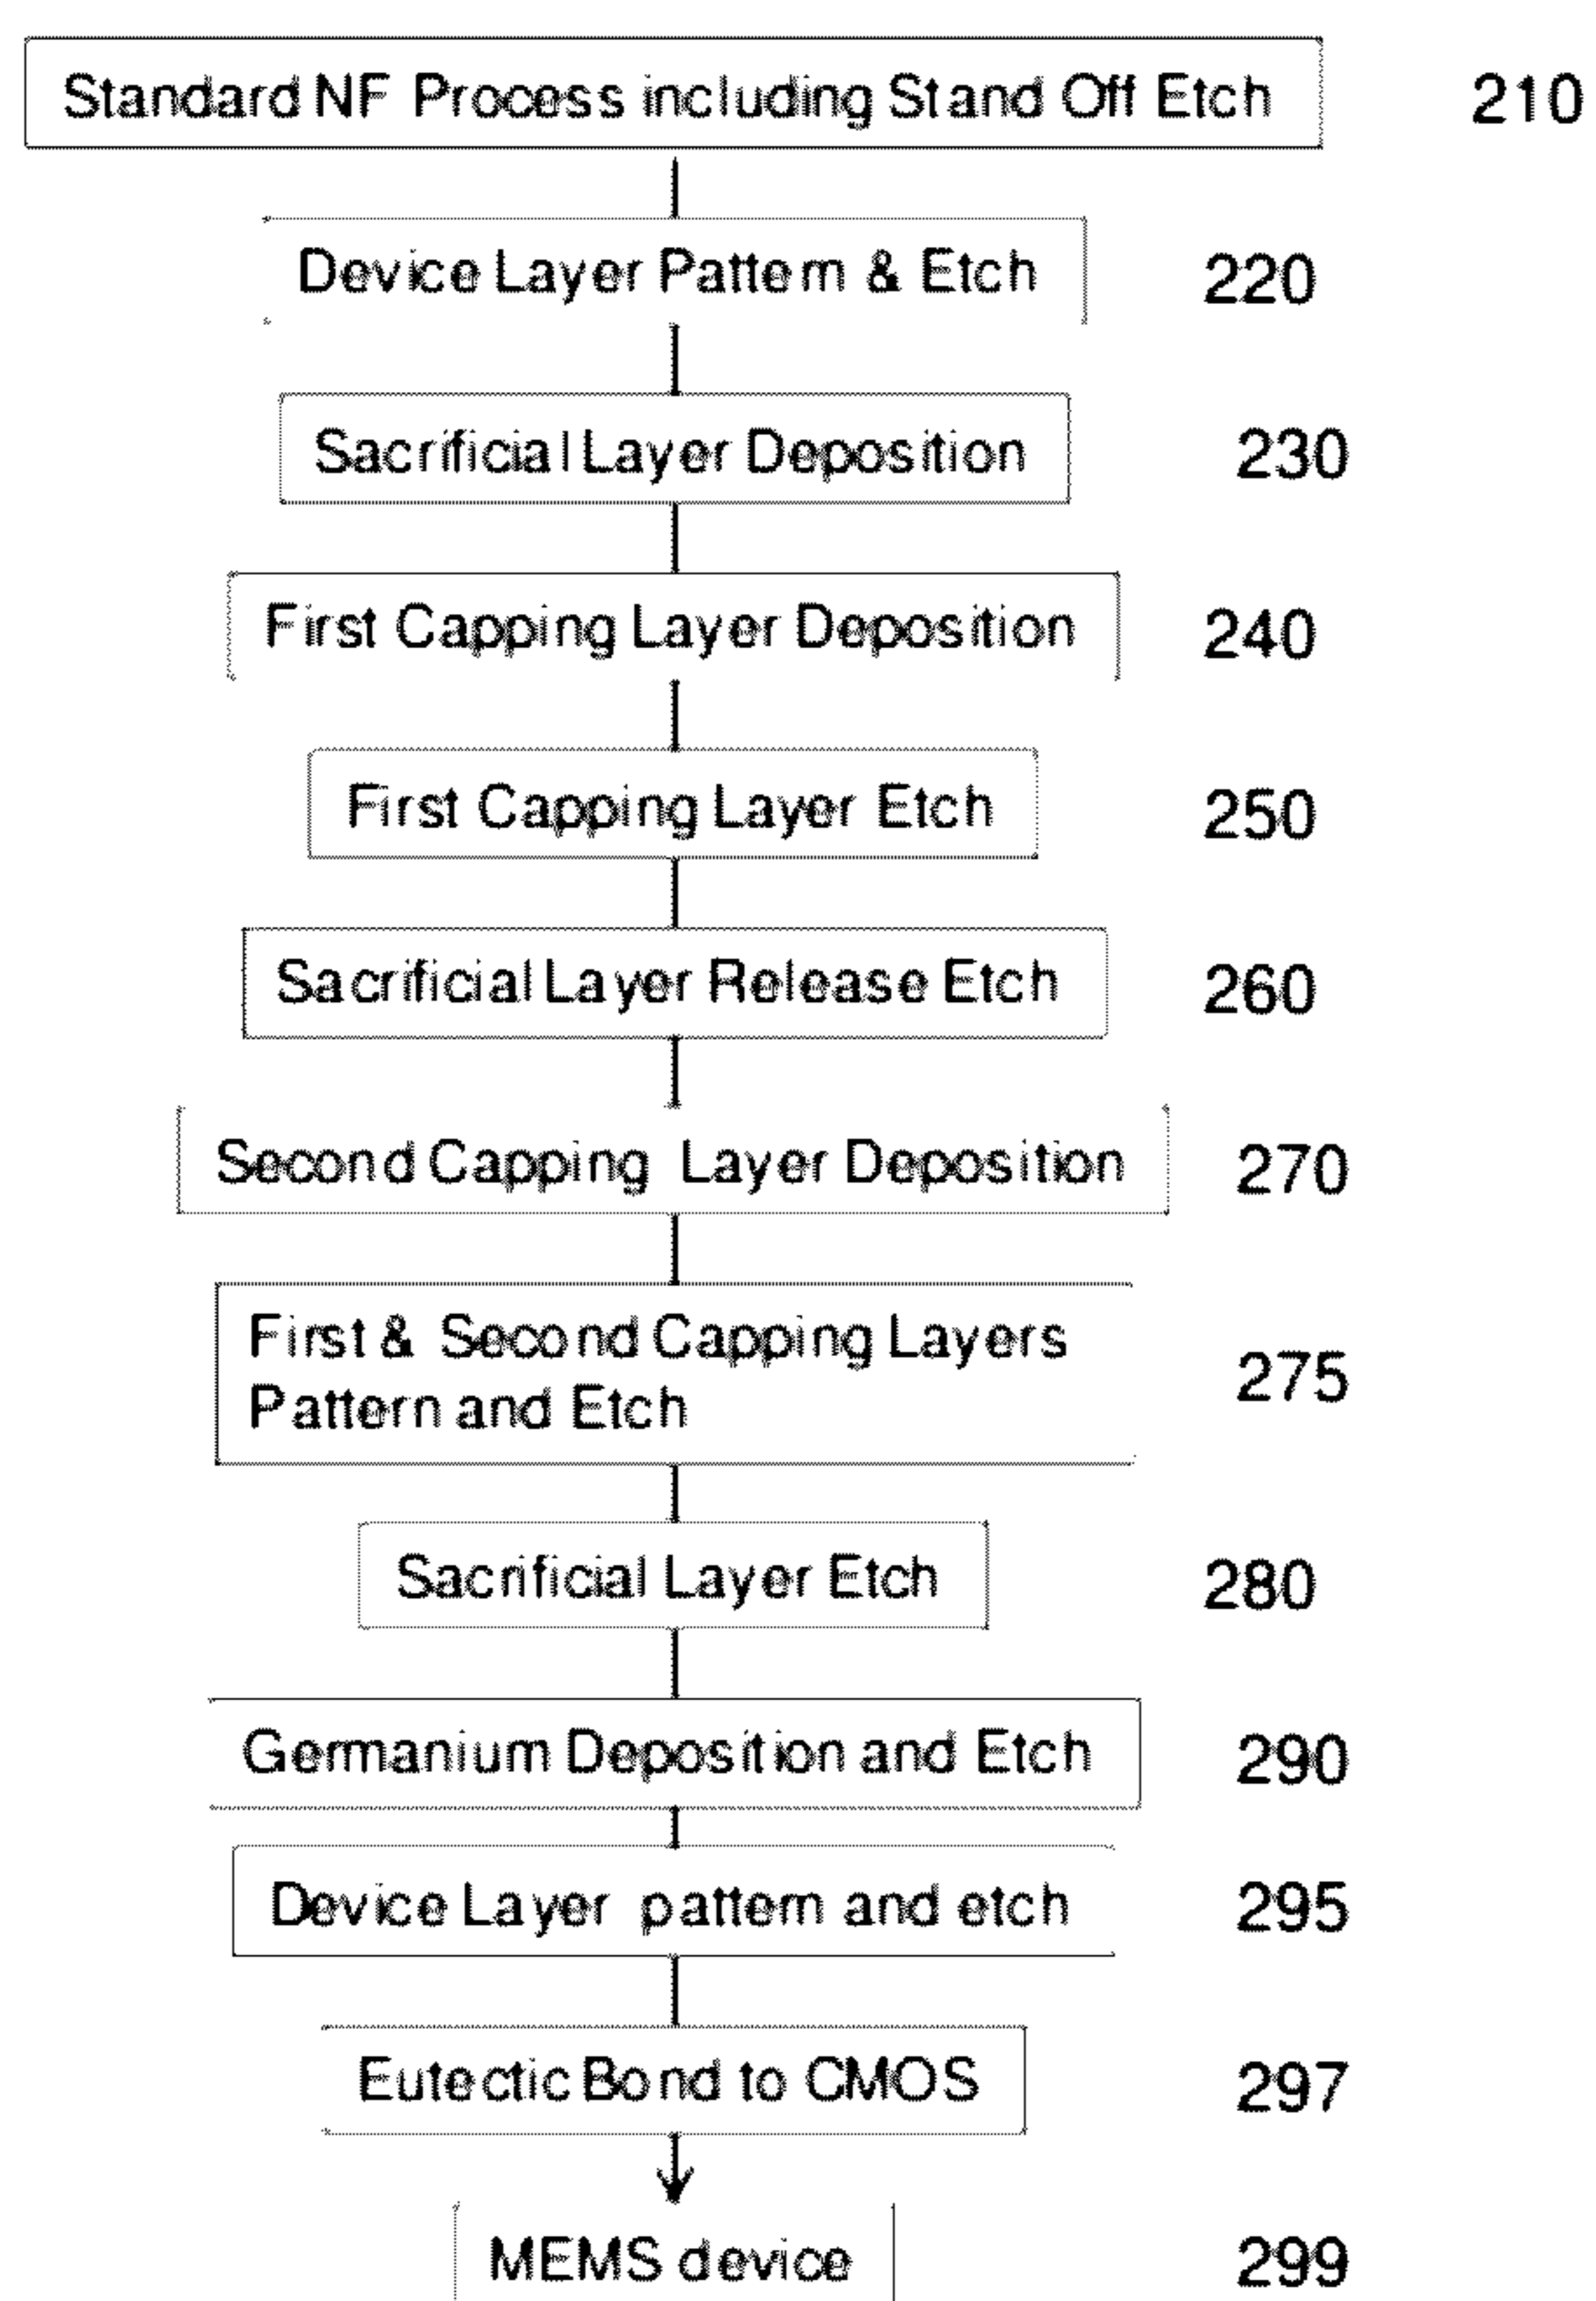 Standard NF Process including Stand Off Etch 210
Device Layer Pattern & Etch 220
Sacrificial Layer Deposition 230
First Capping Layer Deposition 240
First Capping Layer Etch 250
Sacrificial Layer Release Etch 260
Second Capping Layer Deposition 270
First & Second Capping Layers
Pattern and Etch 275
Sacrificial Layer Etch 280
Germanium Deposition and Etch 290
Device Layer pattern and etch 295
Eutectic Bond to CMOS 297
MEMS device 299